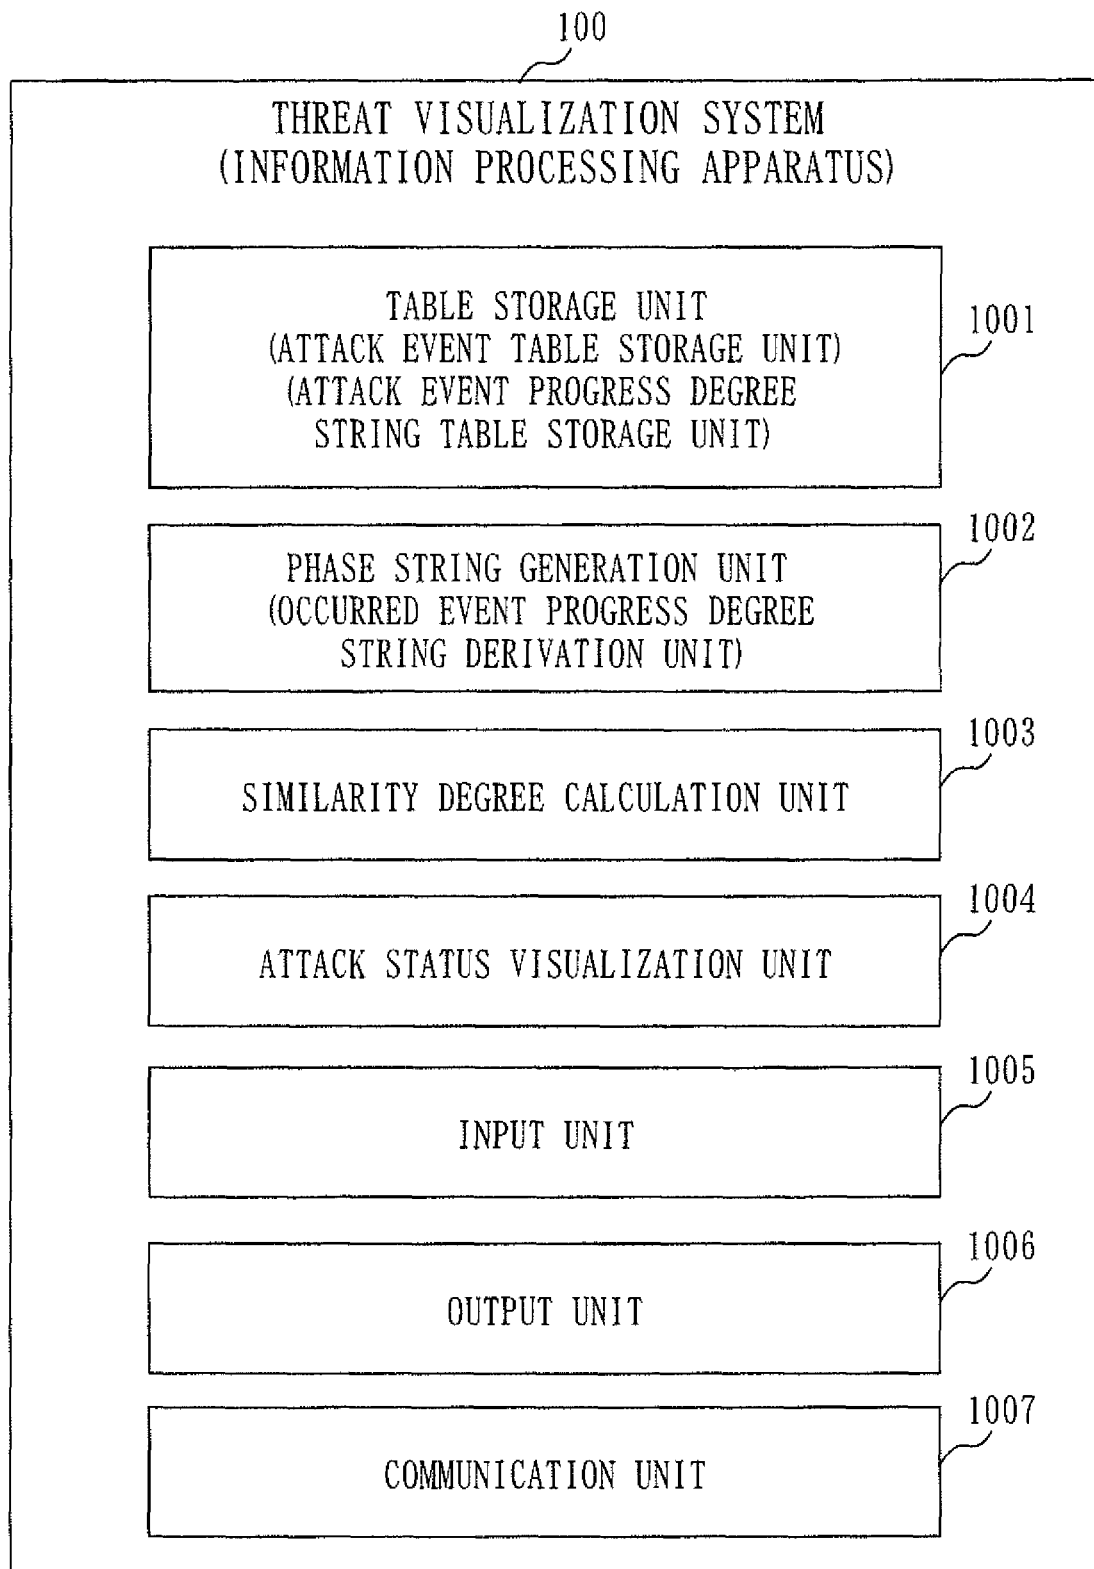 100
THREAT VISUALIZATION SYSTEM
(INFORMATION PROCESSING APPARATUS)
TABLE STORAGE UNIT
(ATTACK EVENT TABLE STORAGE UNIT)
(ATTACK EVENT PROGRESS DEGREE
STRING TABLE STORAGE UNIT)
1001
PHASE STRING GENERATION UNIT
(OCCURRED EVENT PROGRESS DEGREE
STRING DERIVATION UNIT)
1002
SIMILARITY DEGREE CALCULATION UNIT
1003
ATTACK STATUS VISUALIZATION UNIT
1004
INPUT UNIT
1005
OUTPUT UNIT
1006
COMMUNICATION UNIT
1007